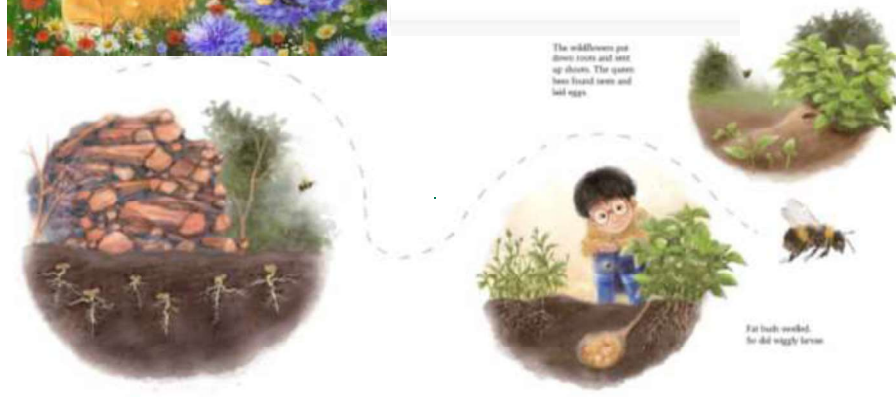 The wildflowers put
down roots and sent
up shoots. The queen
bees found nests and
laid eggs.
Fat buds swelled.
So did wiggly larvae.